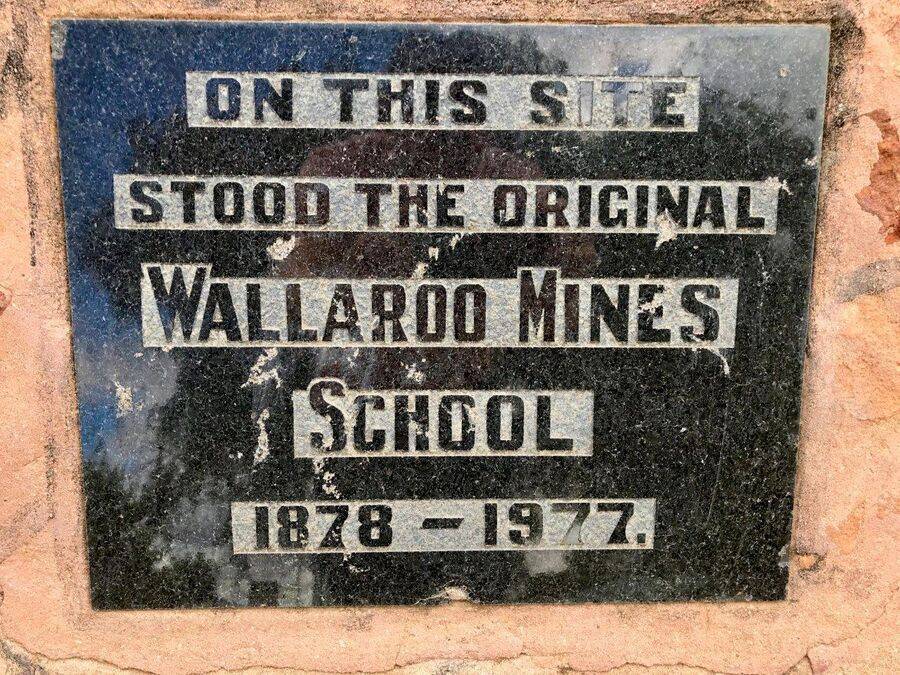 ON THIS SITE
STOOD THE ORIGINAL
WALLAROO MINES
SCHOOL
1878 - 1977.